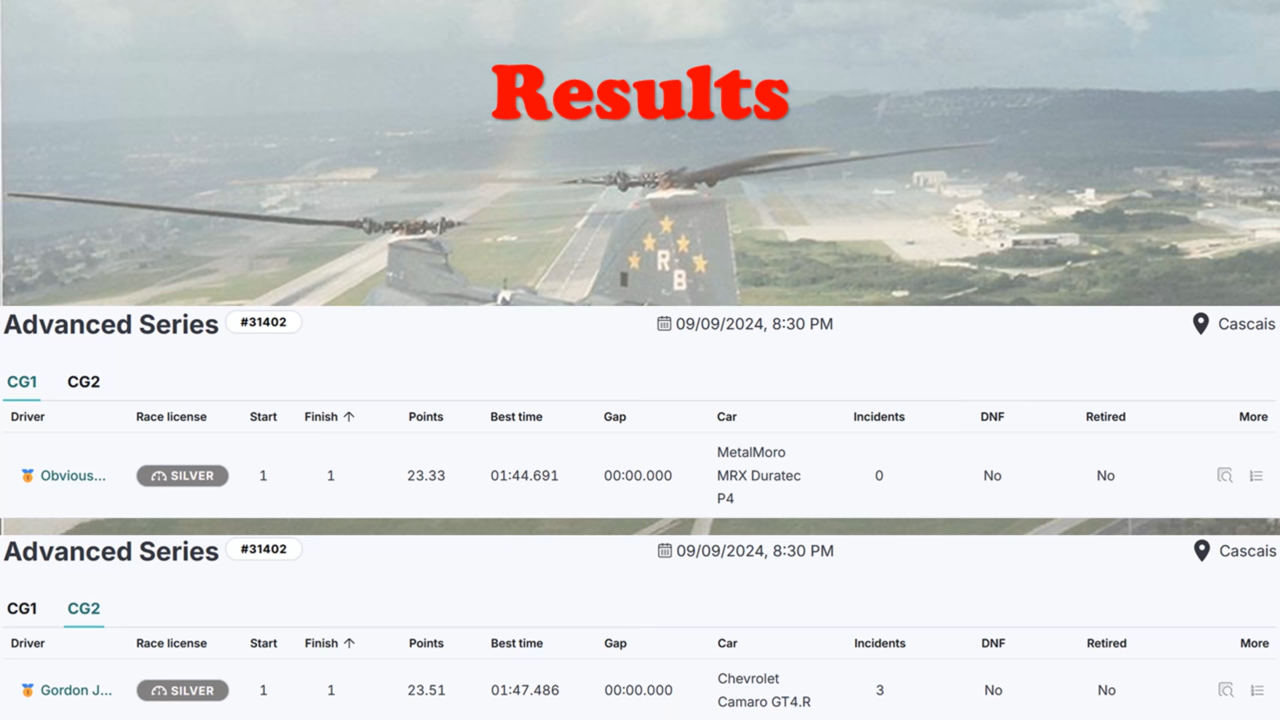 Results
R-B
Advanced Series #31402 09/09/2024, 8:30 PM Cascais
CG1 CG2
Driver Race license Start Finish ↑ Points Best time Gap Car Incidents DNF Retired More
Obvious... SILVER 1 1 23.33 01:44.691 00:00.000 MetalMoro MRX Duratec P4 0 No No
Advanced Series #31402 09/09/2024, 8:30 PM Cascais
CG1 CG2
Driver Race license Start Finish ↑ Points Best time Gap Car Incidents DNF Retired More
Gordon J... SILVER 1 1 23.51 01:47.486 00:00.000 Chevrolet Camaro GT4.R 3 No No